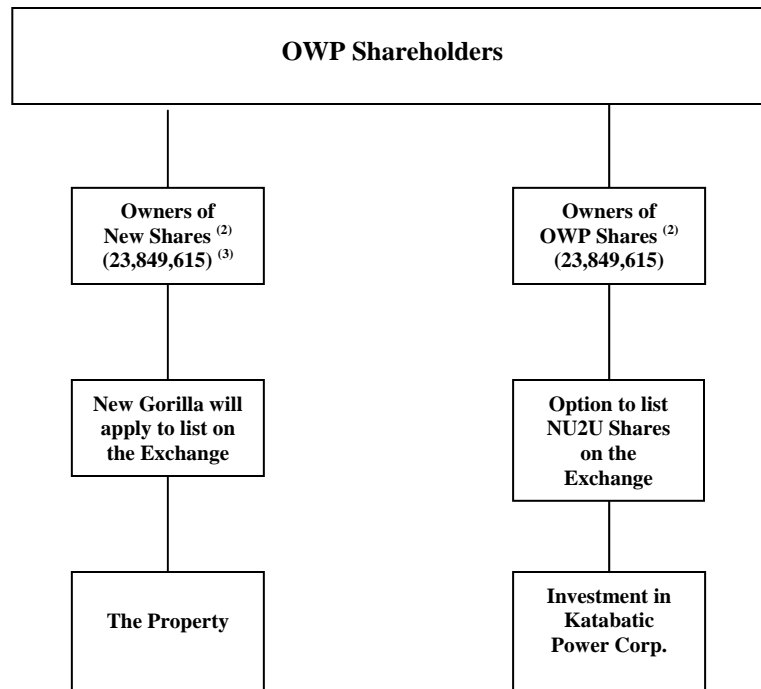 OWP Shareholders
Owners of
New Shares (2)
(23,849,615) (3)
Owners of
OWP Shares (2)
(23,849,615)
New Gorilla will
apply to list on
the Exchange
Option to list
NU2U Shares
on the
Exchange
The Property
Investment in
Katabatic
Power Corp.